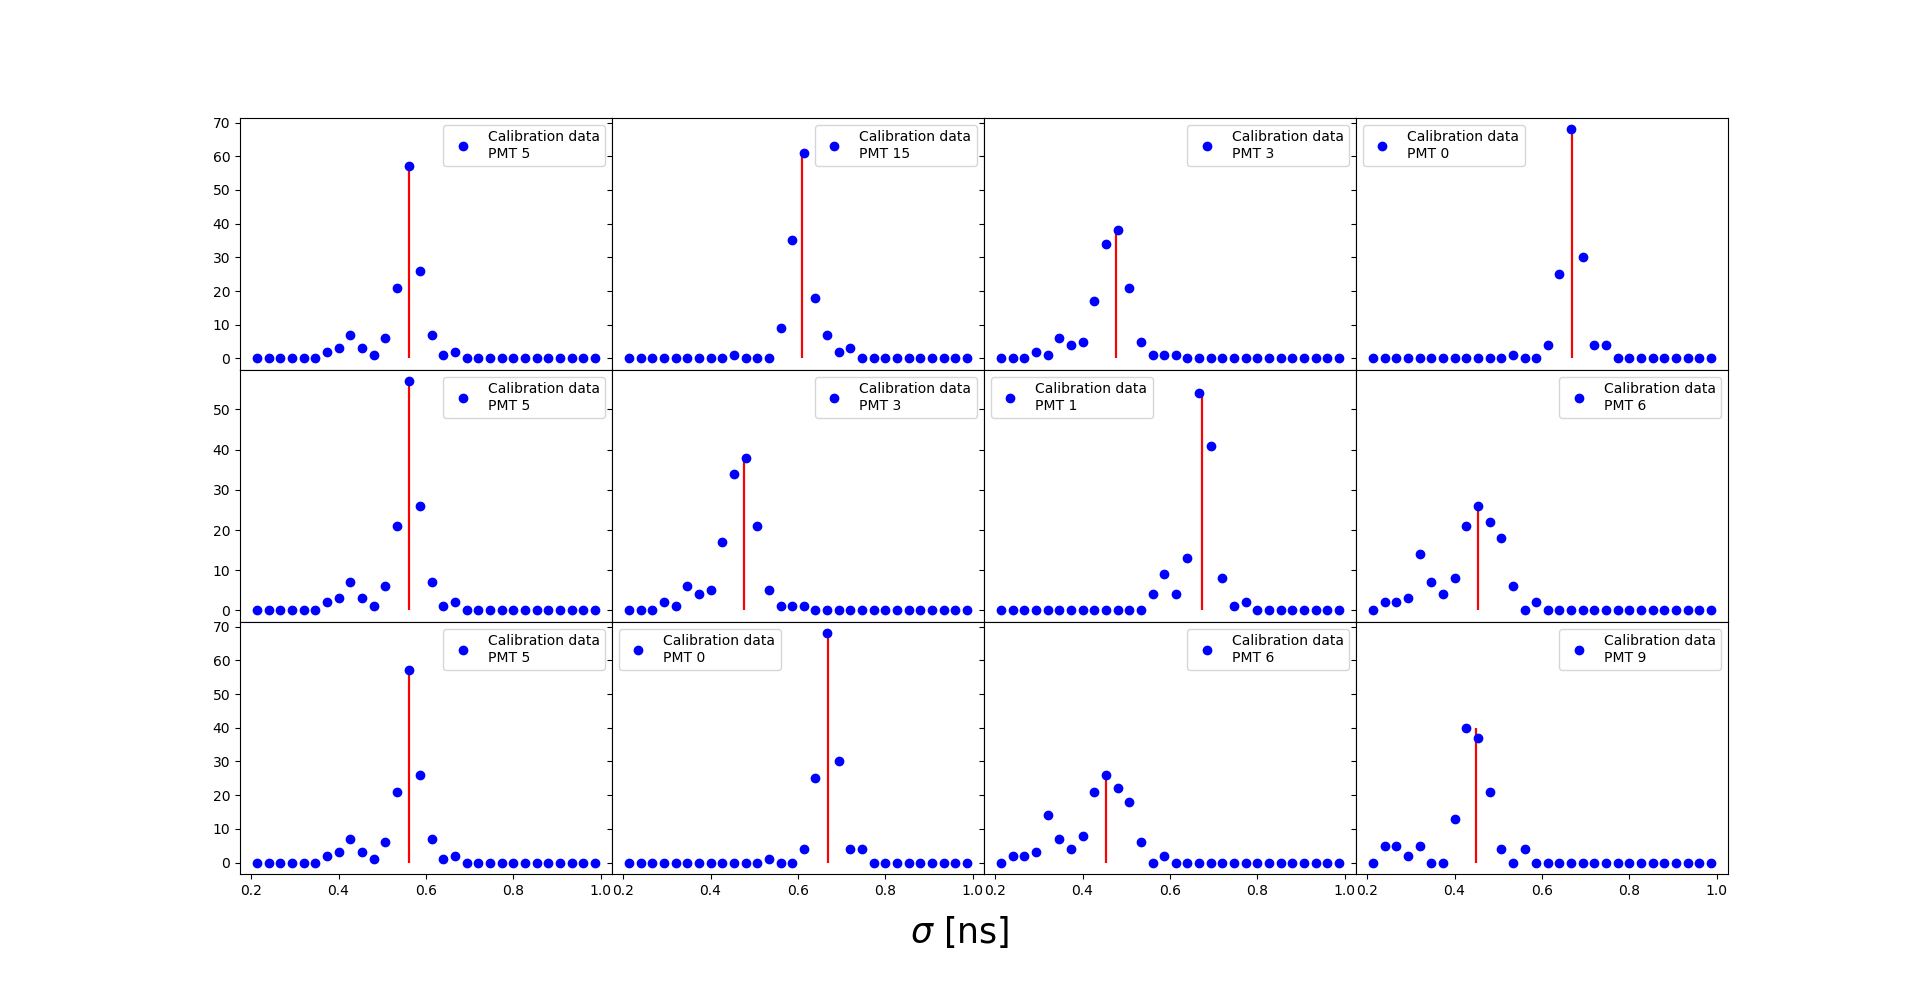 70
60
50
40
30
20
10
0
Calibration data
PMT 5
Calibration data
PMT 15
Calibration data
PMT 3
Calibration data
PMT 0
50
40
30
20
10
0
Calibration data
PMT 5
Calibration data
PMT 3
Calibration data
PMT 1
Calibration data
PMT 6
70
60
50
40
30
20
10
0
Calibration data
PMT 5
Calibration data
PMT 0
Calibration data
PMT 6
Calibration data
PMT 9
0.2 0.4 0.6 0.8 1.0 0.2 0.4 0.6 0.8 1.0 0.2 0.4 0.6 0.8 1.0 0.2 0.4 0.6 0.8 1.0
σ [ns]